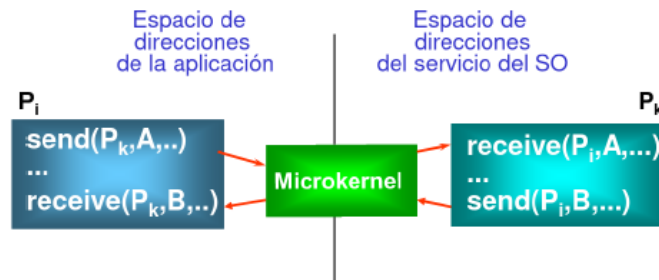 Espacio de
direcciones
de la aplicación
Espacio de
direcciones
del servicio del SO
Pi
send(Pk,A,..)
...
receive(Pk,B,..)
Microkernel
Pk
receive(Pi,A,...)
...
send(Pi,B,...)